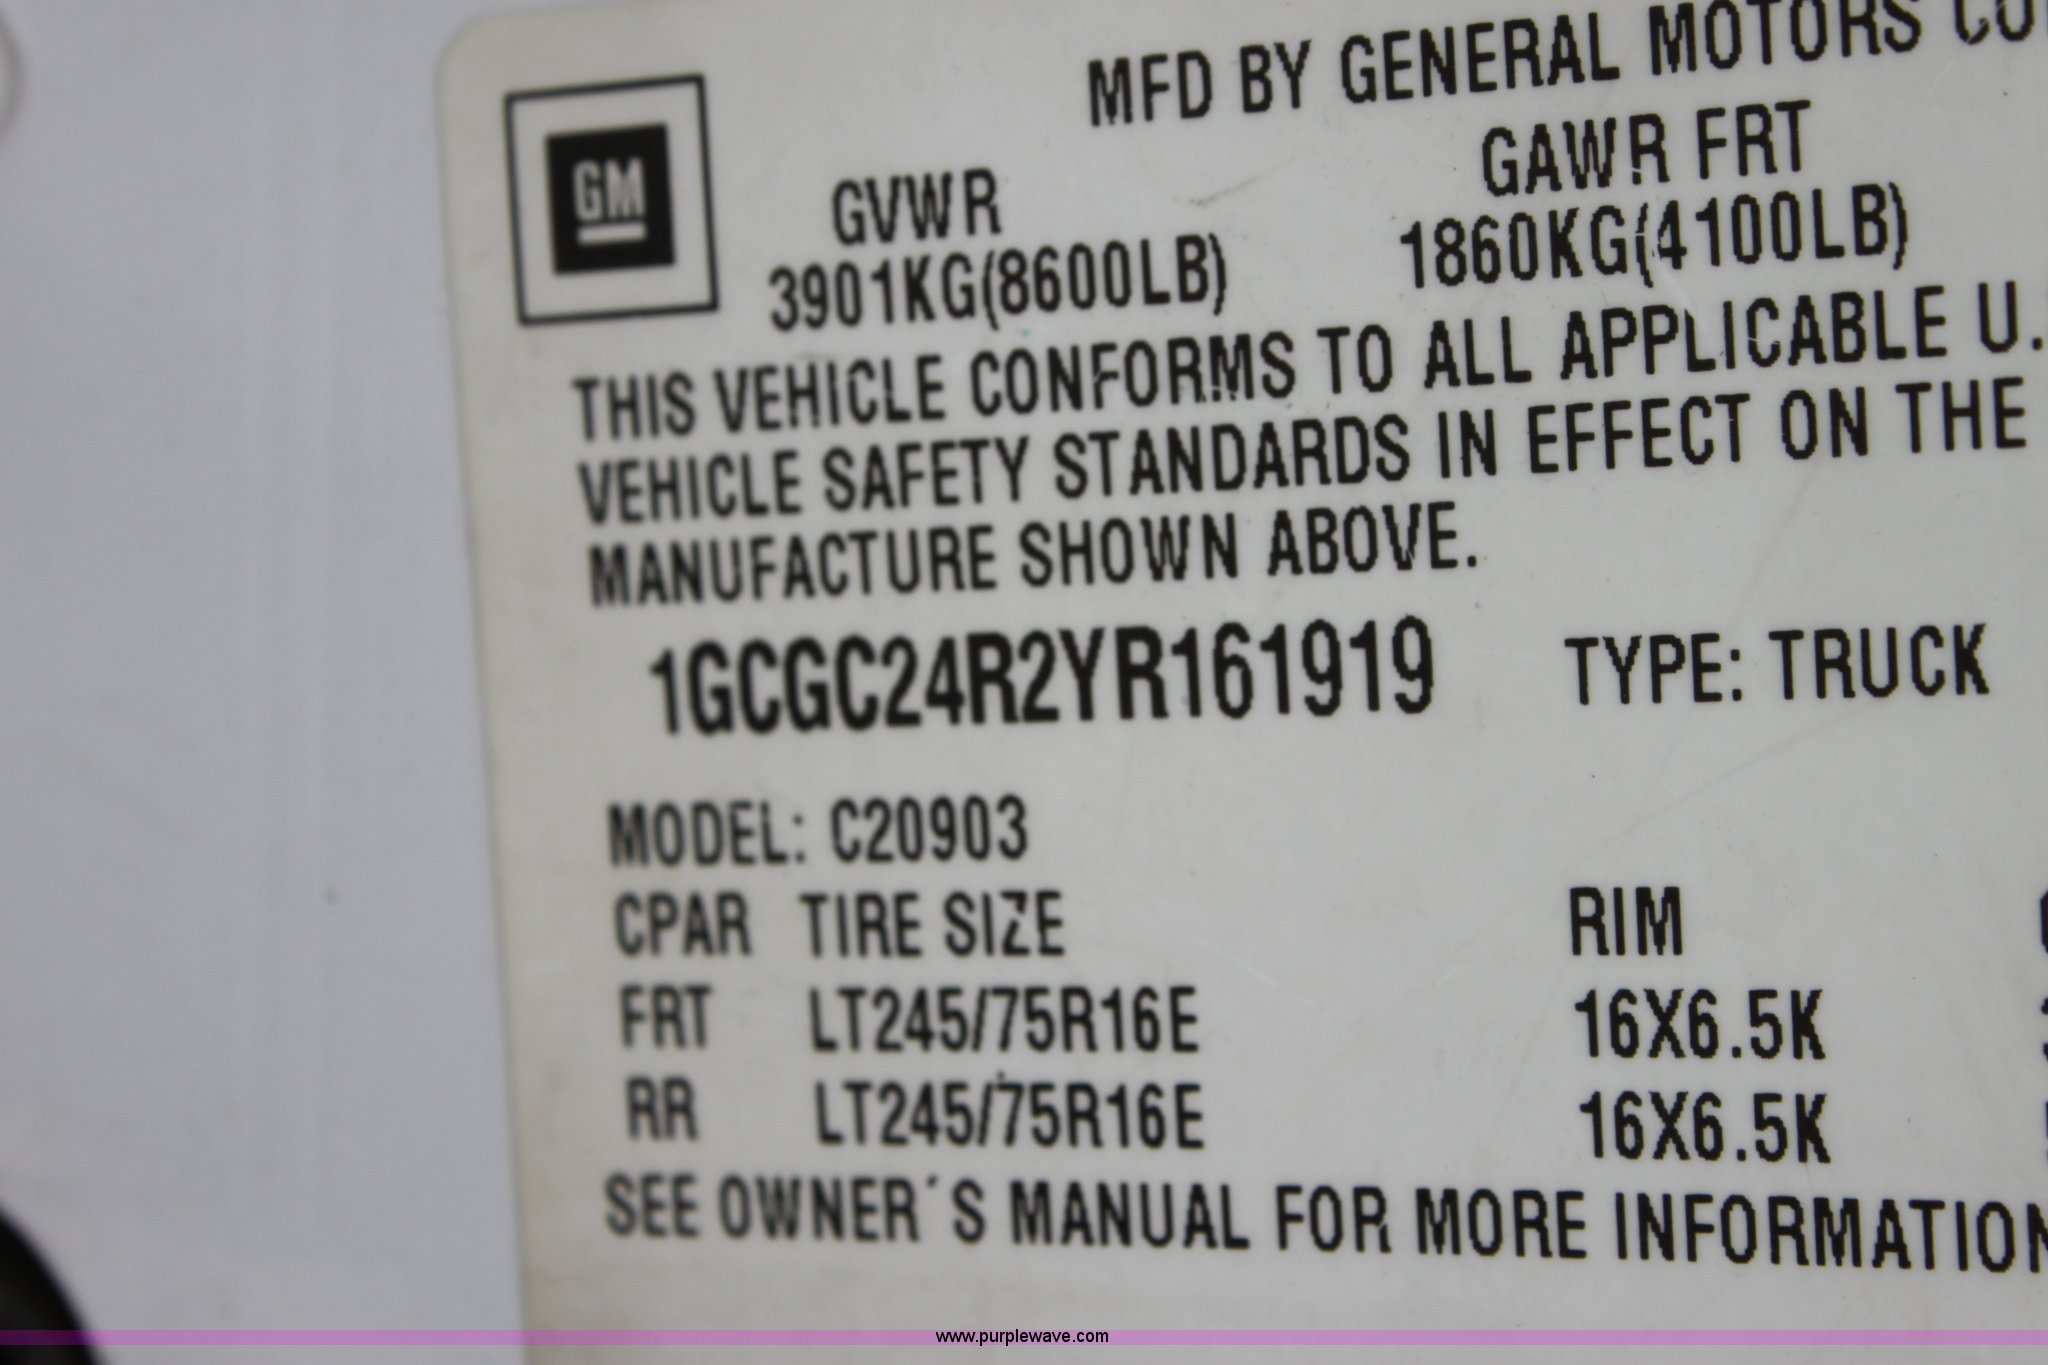 MFD BY GENERAL MOTORS CO
GM
GVWR GAWR FRT
3901KG(8600LB) 1860KG(4100LB)
THIS VEHICLE CONFORMS TO ALL APPLICABLE U.
VEHICLE SAFETY STANDARDS IN EFFECT ON THE
MANUFACTURE SHOWN ABOVE.
1GCGC24R2YR161919 TYPE: TRUCK
MODEL: C20903
CPAR TIRE SIZE RIM
FRT LT245/75R16E 16X6.5K
RR LT245/75R16E 16X6.5K
SEE OWNER´S MANUAL FOR MORE INFORMATION
www.purplewave.com